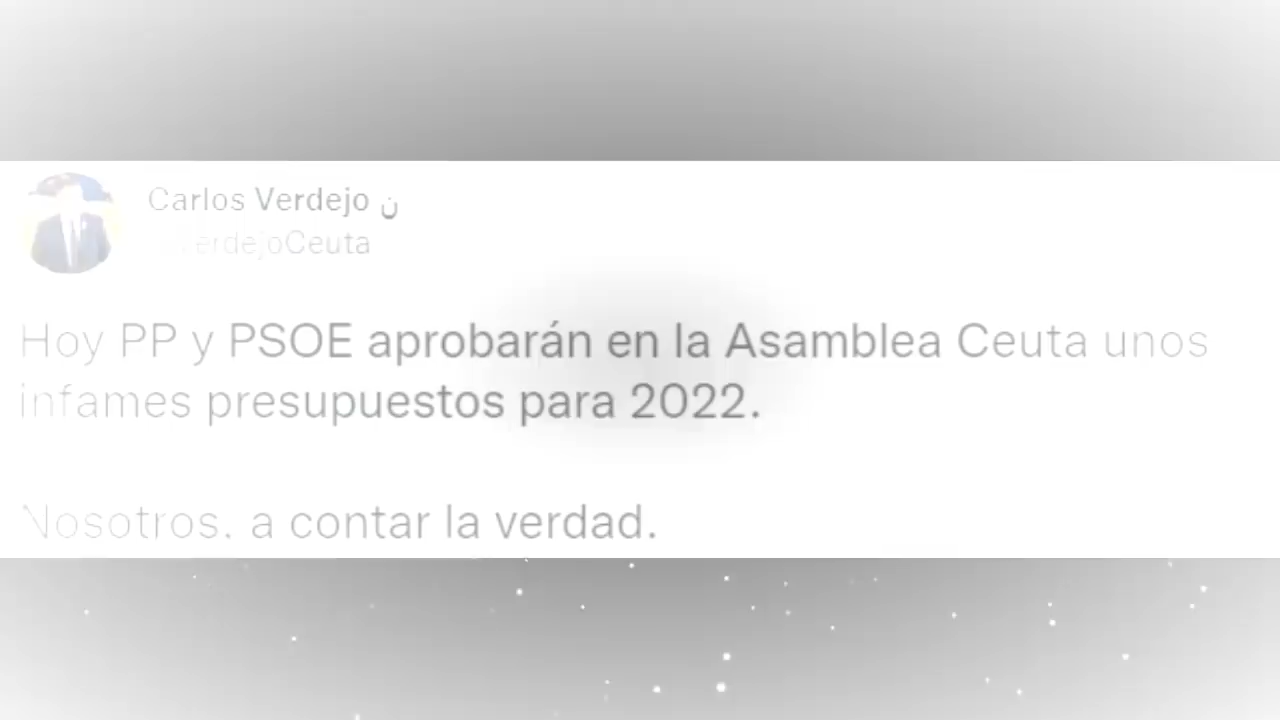 Carlos Verdejo ن
erdejoCeuta
Hoy PP y PSOE aprobarán en la Asamblea Ceuta unos
infames presupuestos para 2022.
Nosotros, a contar la verdad.